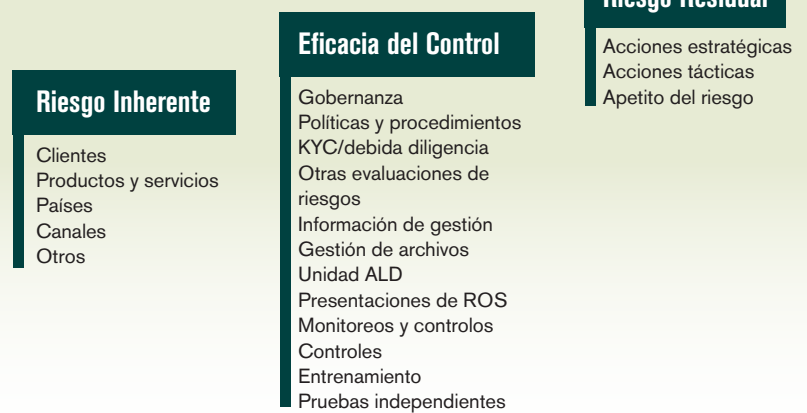 Riesgo Inherente
Clientes
Productos y servicios
Países
Canales
Otros
Eficacia del Control
Gobernanza
Políticas y procedimientos
KYC/debida diligencia
Otras evaluaciones de
riesgos
Información de gestión
Gestión de archivos
Unidad ALD
Presentaciones de ROS
Monitoreos y controlos
Controles
Entrenamiento
Pruebas independientes
Riesgo Residual
Acciones estratégicas
Acciones tácticas
Apetito del riesgo